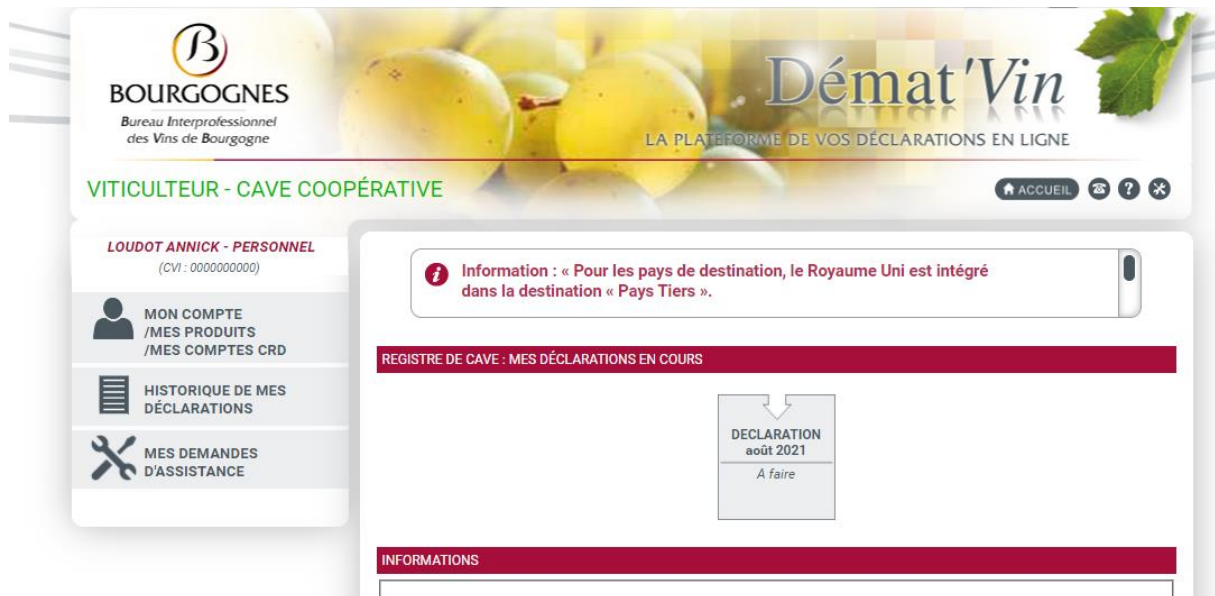 B
BOURGOGNES
Bureau Interprofessionnel
des Vins de Bourgogne
Démat'Vin
LA PLATEFORME DE VOS DÉCLARATIONS EN LIGNE
VITICULTEUR - CAVE COOPÉRATIVE
ACCUEIL
?
LOUDOT ANNICK - PERSONNEL
(CVI : 0000000000)
MON COMPTE
/MES PRODUITS
/MES COMPTES CRD
HISTORIQUE DE MES
DÉCLARATIONS
MES DEMANDES
D'ASSISTANCE
i
Information : « Pour les pays de destination, le Royaume Uni est intégré
dans la destination « Pays Tiers ».
REGISTRE DE CAVE : MES DÉCLARATIONS EN COURS
DECLARATION
août 2021
A faire
INFORMATIONS